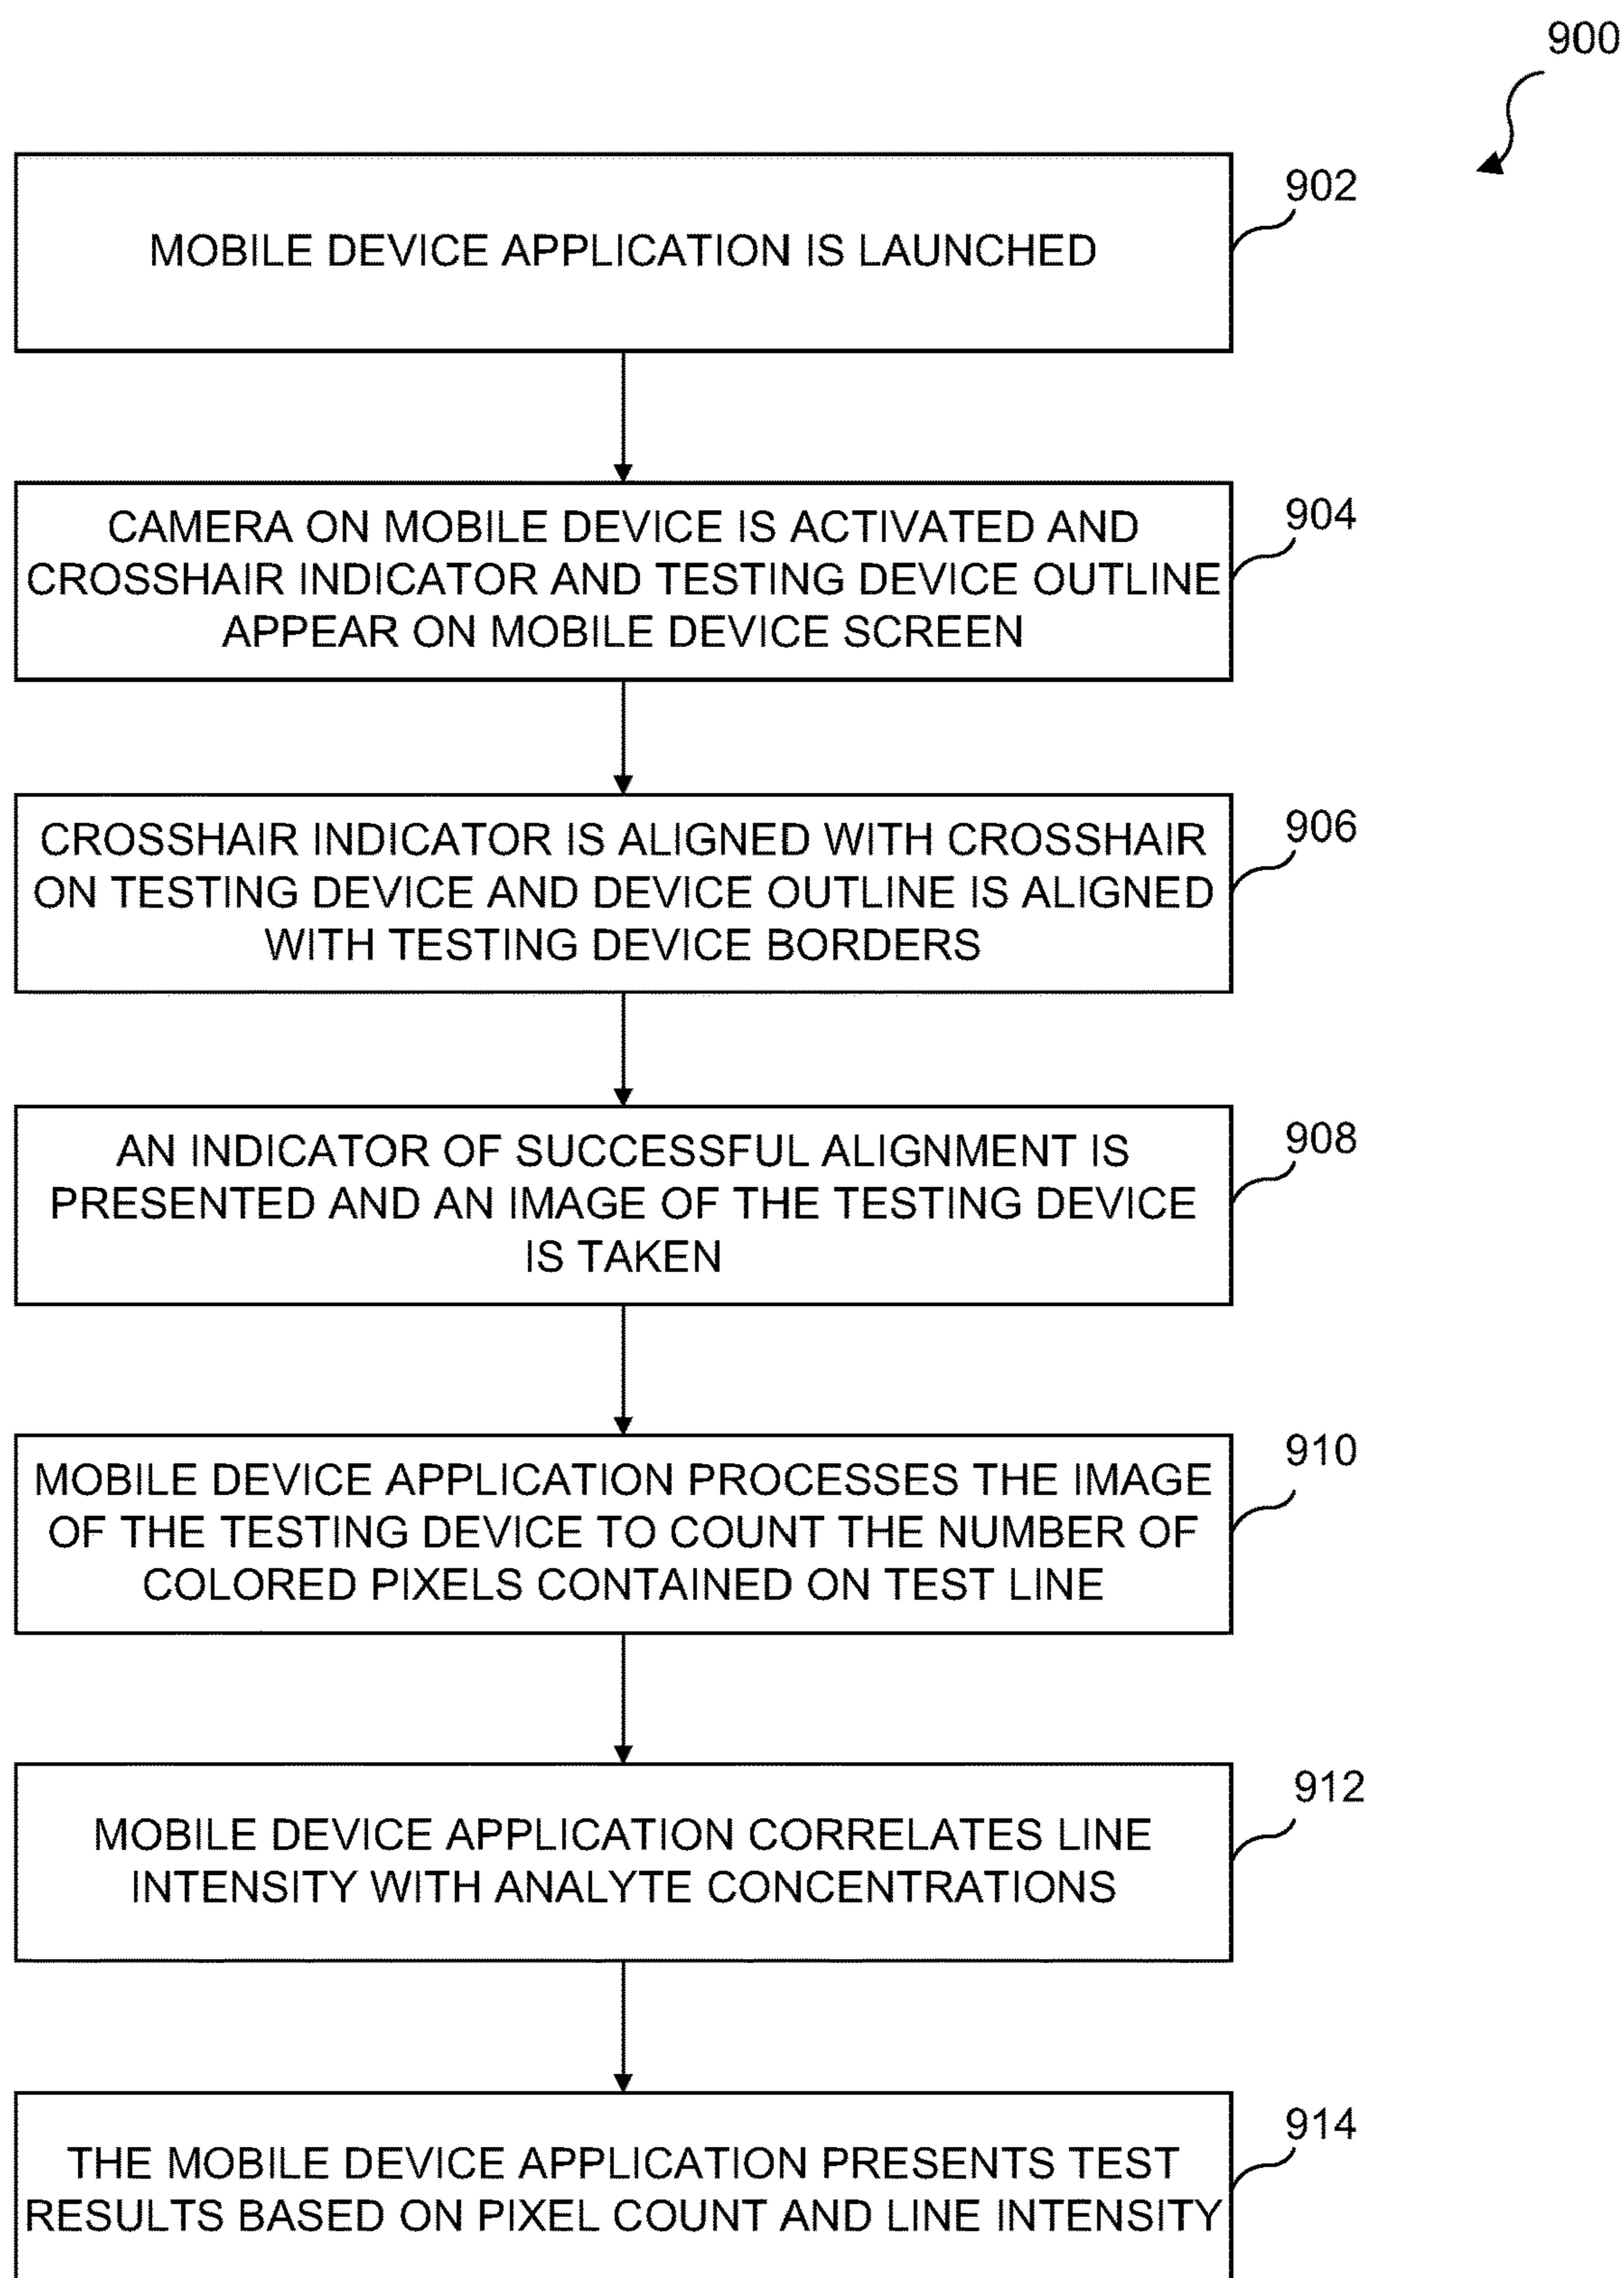 900
902
MOBILE DEVICE APPLICATION IS LAUNCHED
904
CAMERA ON MOBILE DEVICE IS ACTIVATED AND
CROSSHAIR INDICATOR AND TESTING DEVICE OUTLINE
APPEAR ON MOBILE DEVICE SCREEN
906
CROSSHAIR INDICATOR IS ALIGNED WITH CROSSHAIR
ON TESTING DEVICE AND DEVICE OUTLINE IS ALIGNED
WITH TESTING DEVICE BORDERS
908
AN INDICATOR OF SUCCESSFUL ALIGNMENT IS
PRESENTED AND AN IMAGE OF THE TESTING DEVICE
IS TAKEN
910
MOBILE DEVICE APPLICATION PROCESSES THE IMAGE
OF THE TESTING DEVICE TO COUNT THE NUMBER OF
COLORED PIXELS CONTAINED ON TEST LINE
912
MOBILE DEVICE APPLICATION CORRELATES LINE
INTENSITY WITH ANALYTE CONCENTRATIONS
914
THE MOBILE DEVICE APPLICATION PRESENTS TEST
RESULTS BASED ON PIXEL COUNT AND LINE INTENSITY